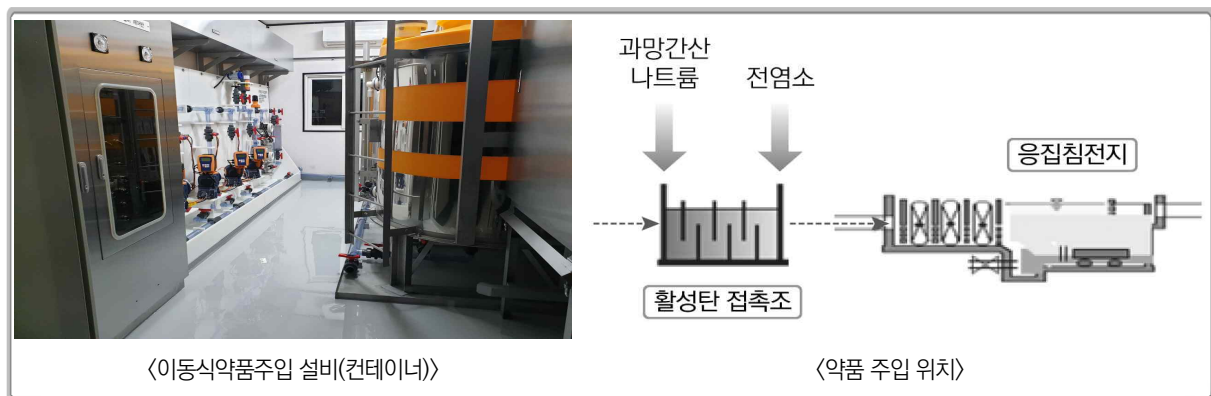 과망간산
나트륨
전염소
응집침전지
활성탄 접촉조
〈이동식약품주입 설비(컨테이너)〉
〈약품 주입 위치〉